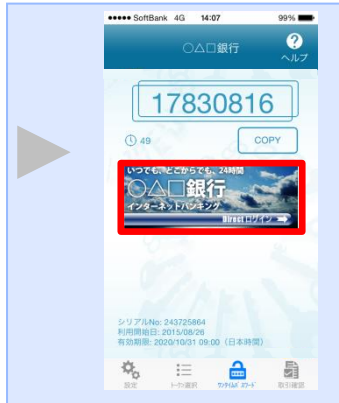 SoftBank 4G 14:07 99%
○△□銀行
?
ヘルプ
17830816
49
COPY
いつでも、どこからでも、24時間
○△□銀行
インターネットバンキング
Directログイン
シリアルNo: 243725864
利用開始日: 2015/08/26
有効期限: 2020/10/31 09:00（日本時間）
設定
トークン選択
ワンタイムパスワード
取引確認